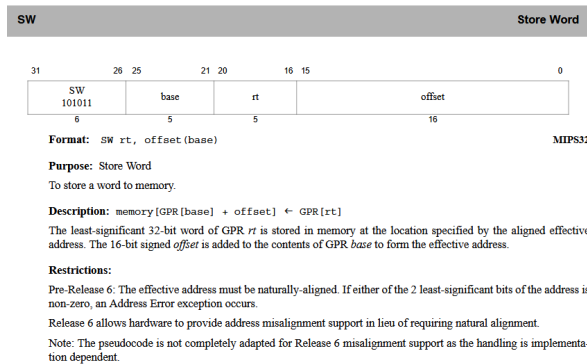 SW Store Word
31 26 25 21 20 16 15 0
SW
101011 base rt offset
6 5 5 16
Format: SW rt, offset(base) MIPS32
Purpose: Store Word
To store a word to memory.
Description: memory[GPR[base] + offset] ← GPR[rt]
The least-significant 32-bit word of GPR rt is stored in memory at the location specified by the aligned effective
address. The 16-bit signed offset is added to the contents of GPR base to form the effective address.
Restrictions:
Pre-Release 6: The effective address must be naturally-aligned. If either of the 2 least-significant bits of the address is
non-zero, an Address Error exception occurs.
Release 6 allows hardware to provide address misalignment support in lieu of requiring natural alignment.
Note: The pseudocode is not completely adapted for Release 6 misalignment support as the handling is implementa-
tion dependent.